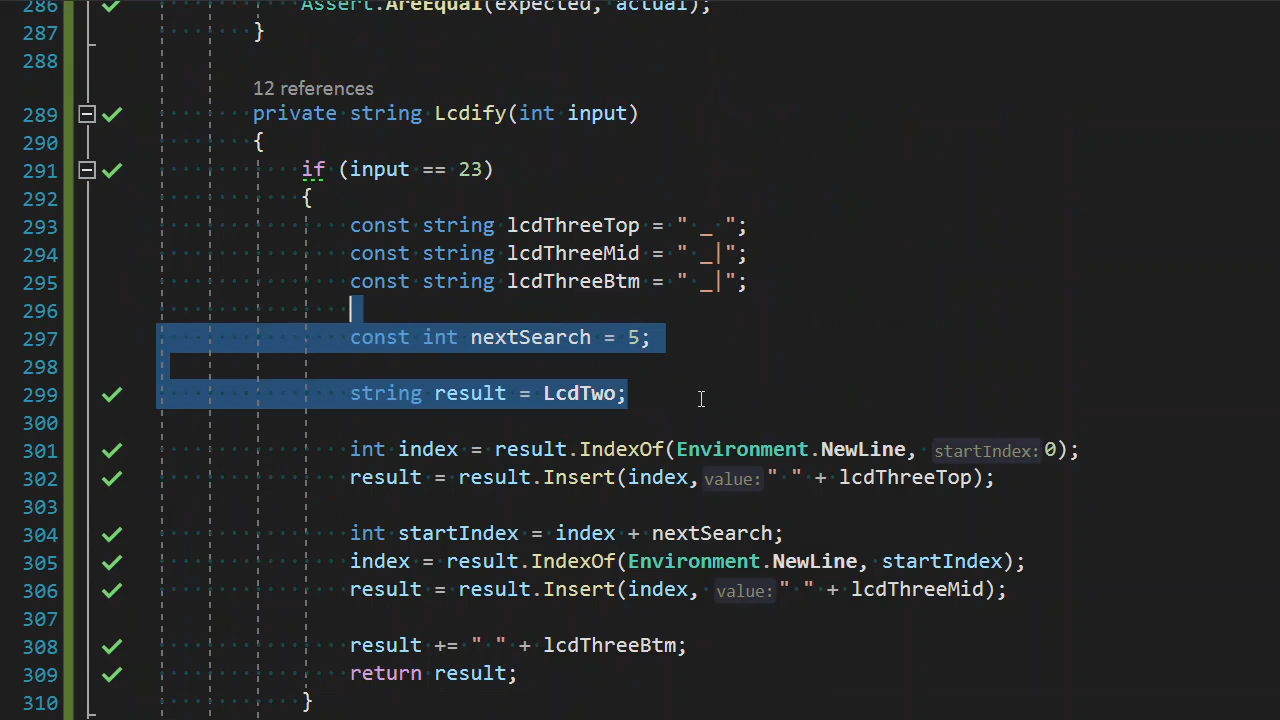 286 Assert.AreEqual(expected, actual);
287 }
288
12 references
289 private string Lcdify(int input)
290 {
291 if (input == 23)
292 {
293 const string lcdThreeTop = " _ ";
294 const string lcdThreeMid = " _|";
295 const string lcdThreeBtm = " _|";
296
297 const int nextSearch = 5;
298
299 string result = LcdTwo;
300
301 int index = result.IndexOf(Environment.NewLine, startIndex:0);
302 result = result.Insert(index, value:" " + lcdThreeTop);
303
304 int startIndex = index + nextSearch;
305 index = result.IndexOf(Environment.NewLine, startIndex);
306 result = result.Insert(index, value:" " + lcdThreeMid);
307
308 result += " " + lcdThreeBtm;
309 return result;
310 }